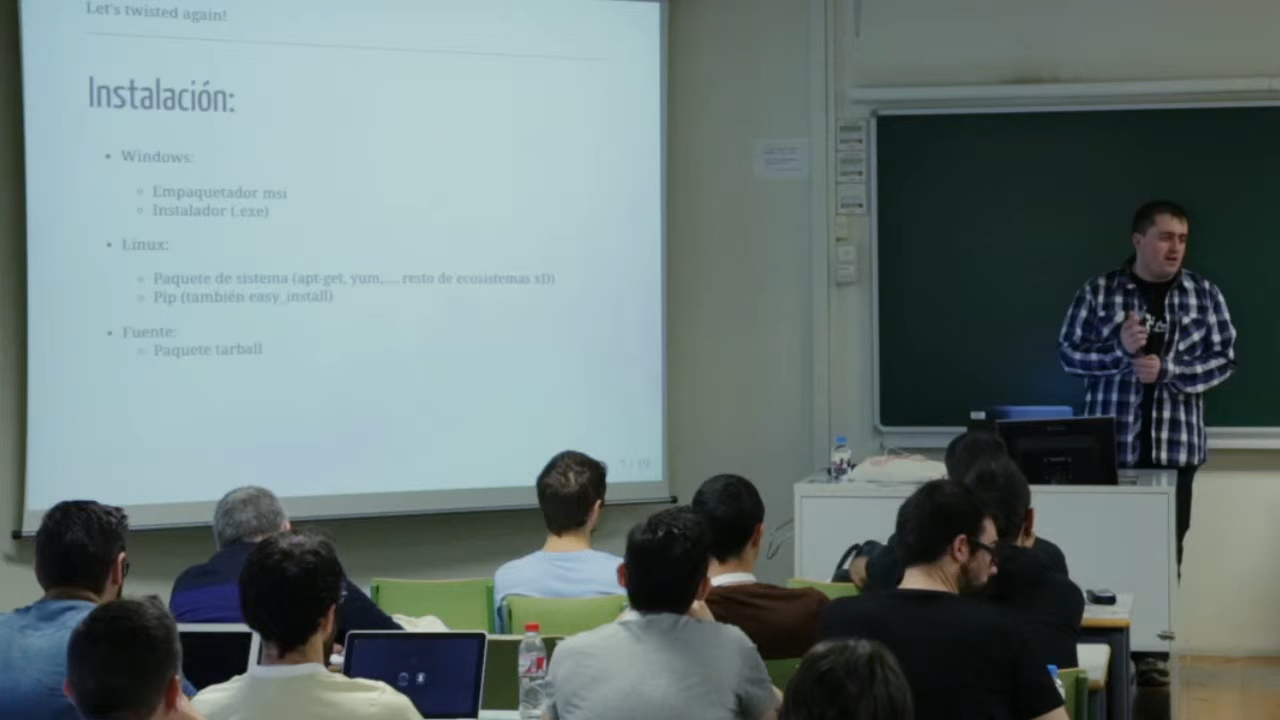 Let's twisted again!
Instalación:
• Windows:
Empaquetador msi
Instalador (.exe)
• Linux:
Paquete de sistema (apt-get, yum,... resto de ecosistemas xD)
Pip (también easy_install)
• Fuente:
Paquete tarball